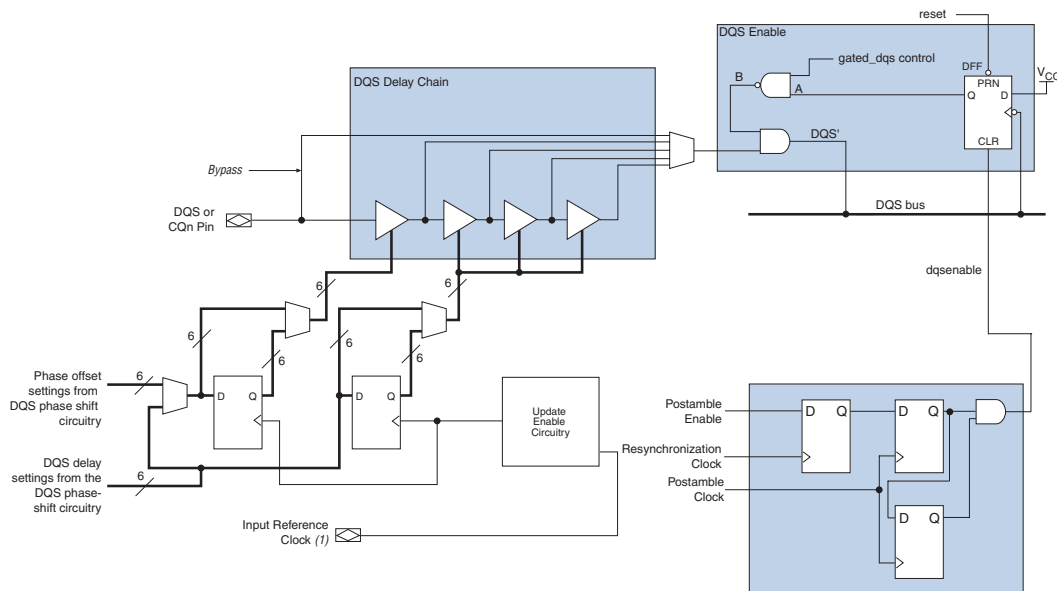 reset
DQS Enable
gated_dqs control
DFF
V
B
A
PRN
Q
D
CLR
DQS'
DQS bus
DQS Delay Chain
Bypass
DQS or
CQn Pin
dqsenable
6
6
6
6
6
6
Phase offset
settings from
DQS phase shift
circuitry
6
D
Q
D
Q
Update
Enable
Circuitry
DQS delay
settings from the
DQS phase-
shift circuitry
6
Input Reference
Clock (1)
Postamble
Enable
Resynchronization
Clock
Postamble
Clock
D
Q
D
Q
D
Q